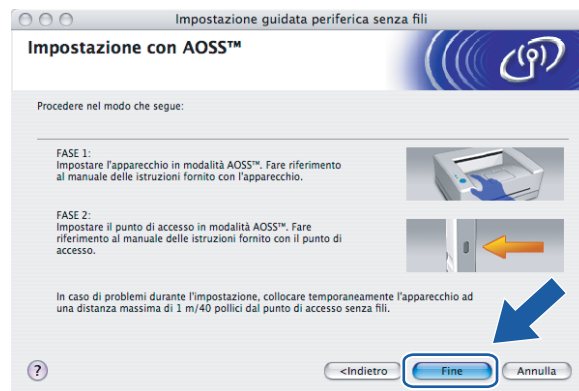 Impostazione guidata periferica senza fili
Impostazione con AOSS™
Procedere nel modo che segue:
FASE 1:
Impostare l'apparecchio in modalità AOSS™. Fare riferimento
al manuale delle istruzioni fornito con l'apparecchio.
FASE 2:
Impostare il punto di accesso in modalità AOSS™. Fare
riferimento al manuale delle istruzioni fornito con il punto di
accesso.
In caso di problemi durante l'impostazione, collocare temporaneamente l'apparecchio ad
una distanza massima di 1 m/40 pollici dal punto di accesso senza fili.
?
<Indietro
Fine
Annulla